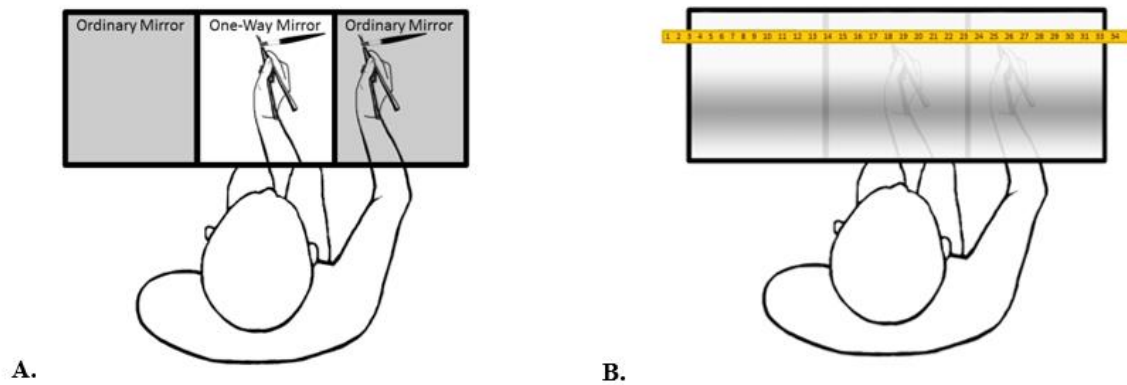 Ordinary Mirror One-Way Mirror Ordinary Mirror
1 2 3 4 5 6 7 8 9 10 11 12 13 14 15 16 17 18 19 20 21 22 23 24 25 26 27 28 29 30 31 32 33 34
A.
B.